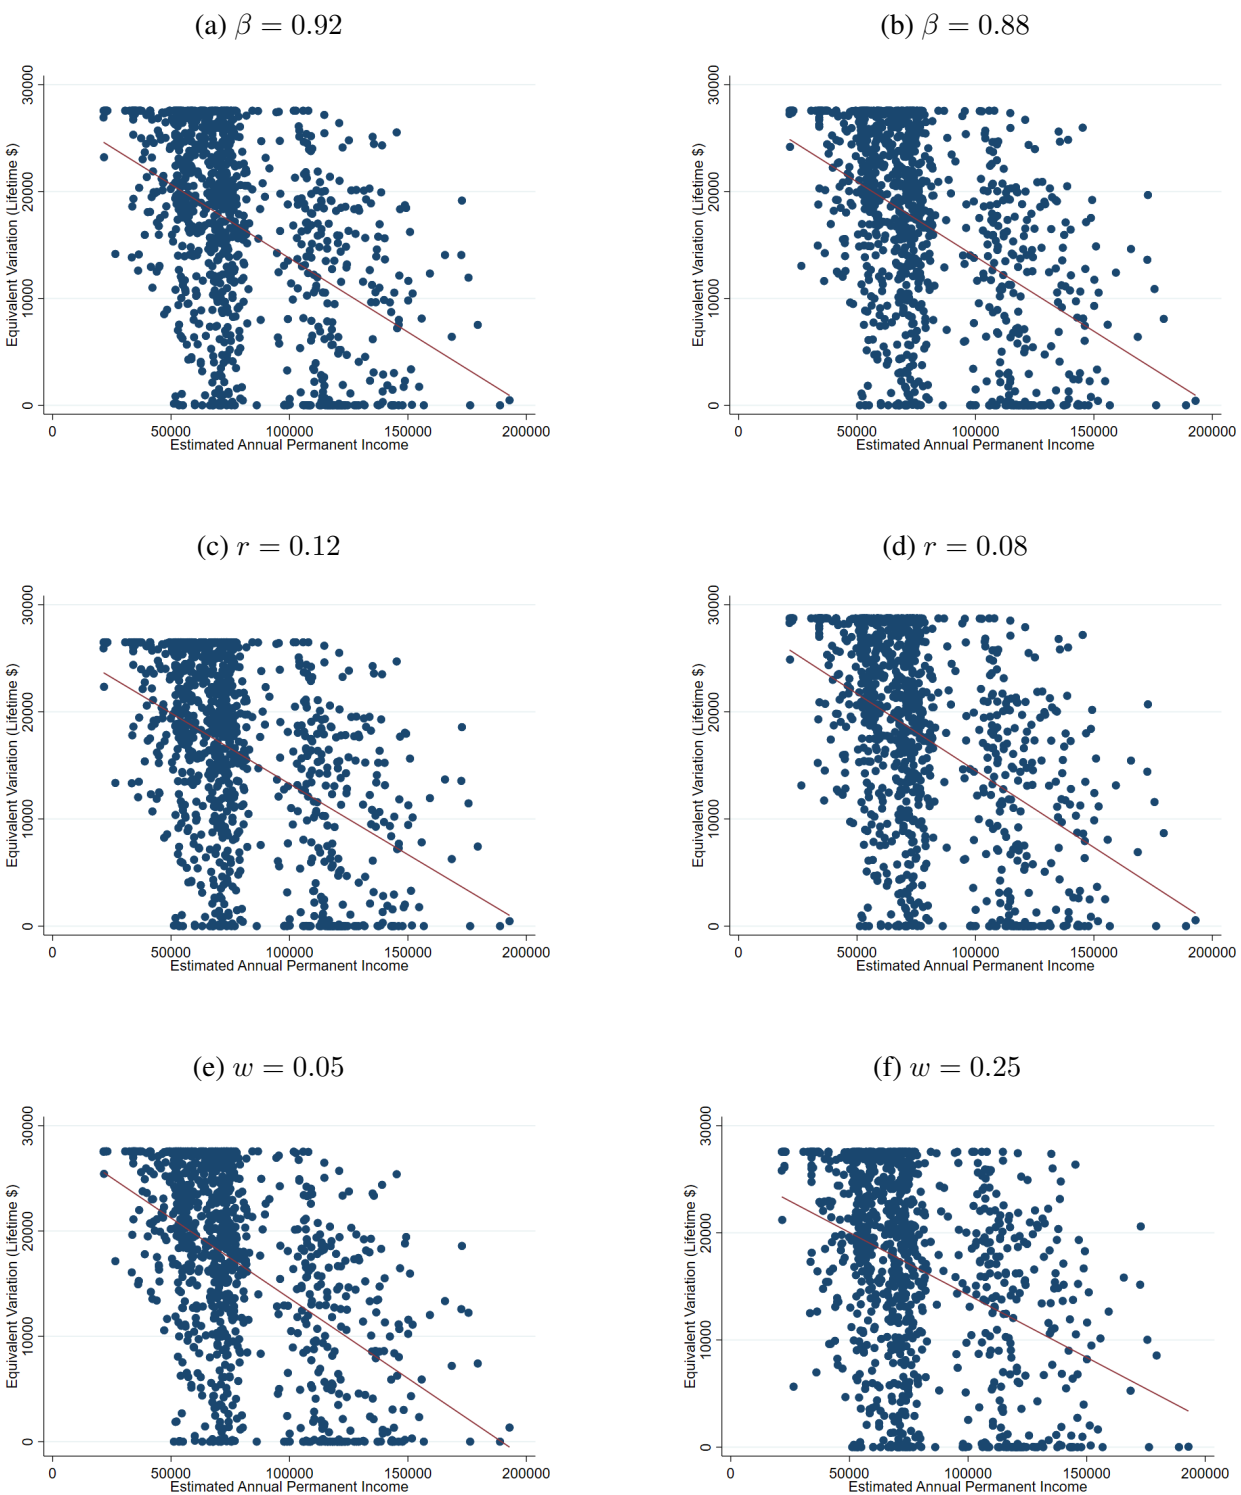 (a) β = 0.92
Equivalent Variation (Lifetime $)
30000
20000
10000
0
0 50000 100000 150000 200000
Estimated Annual Permanent Income
(b) β = 0.88
Equivalent Variation (Lifetime $)
30000
20000
10000
0
0 50000 100000 150000 200000
Estimated Annual Permanent Income
(c) r = 0.12
Equivalent Variation (Lifetime $)
30000
20000
10000
0
0 50000 100000 150000 200000
Estimated Annual Permanent Income
(d) r = 0.08
Equivalent Variation (Lifetime $)
30000
20000
10000
0
0 50000 100000 150000 200000
Estimated Annual Permanent Income
(e) w = 0.05
Equivalent Variation (Lifetime $)
30000
20000
10000
0
0 50000 100000 150000 200000
Estimated Annual Permanent Income
(f) w = 0.25
Equivalent Variation (Lifetime $)
30000
20000
10000
0
0 50000 100000 150000 200000
Estimated Annual Permanent Income